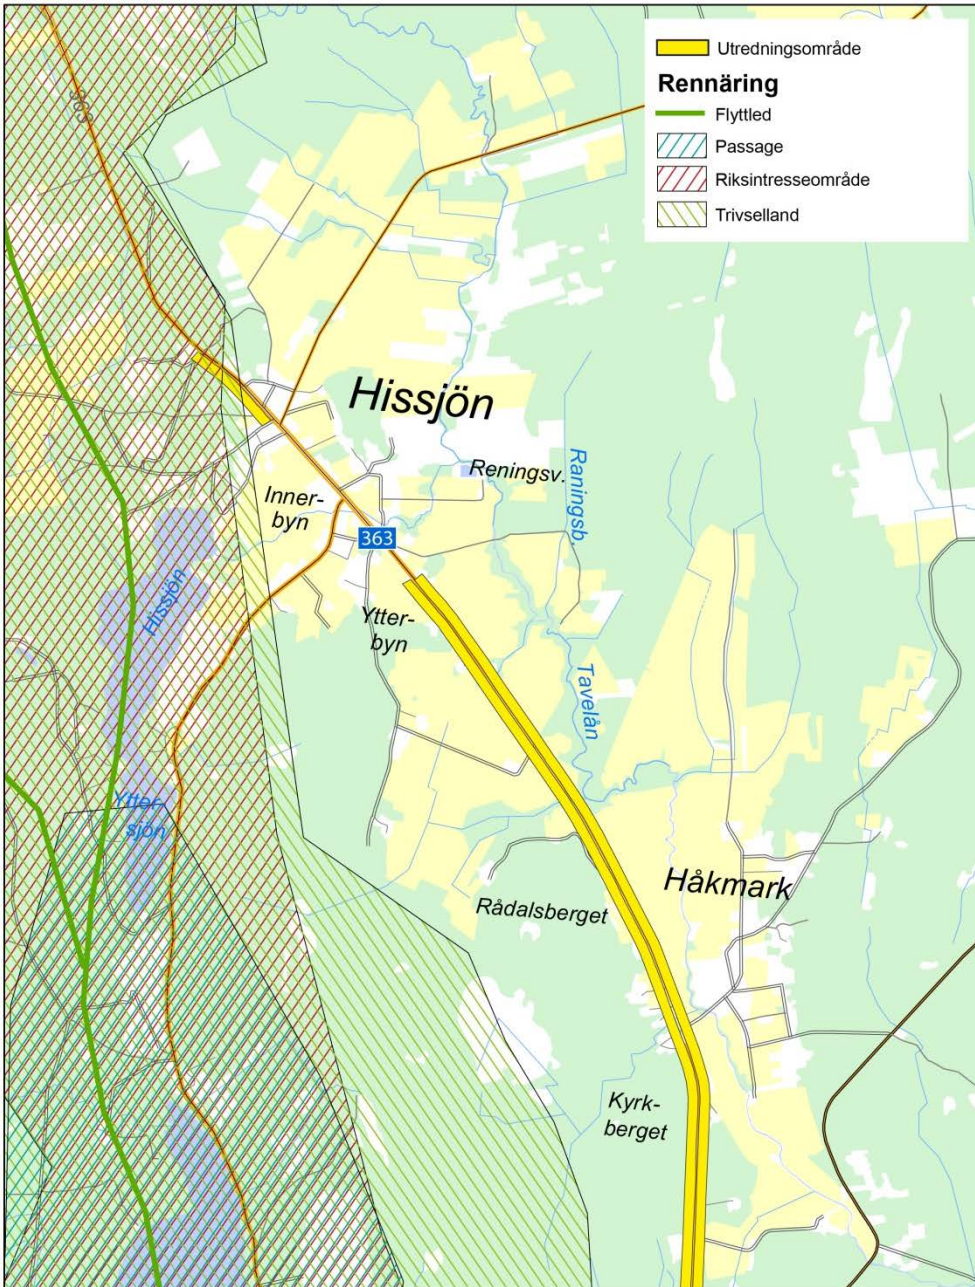 Utredningsområde
Rennäring
Flyttled
Passage
Riksintresseområde
Trivselland
363
Hissjön
Reningsv.
Raningsb.
Inner-
byn
363
Hissjön
Ytter-
byn
Tavelån
Ytter-
sjön
Håkmark
Rådalsberget
Kyrk-
berget